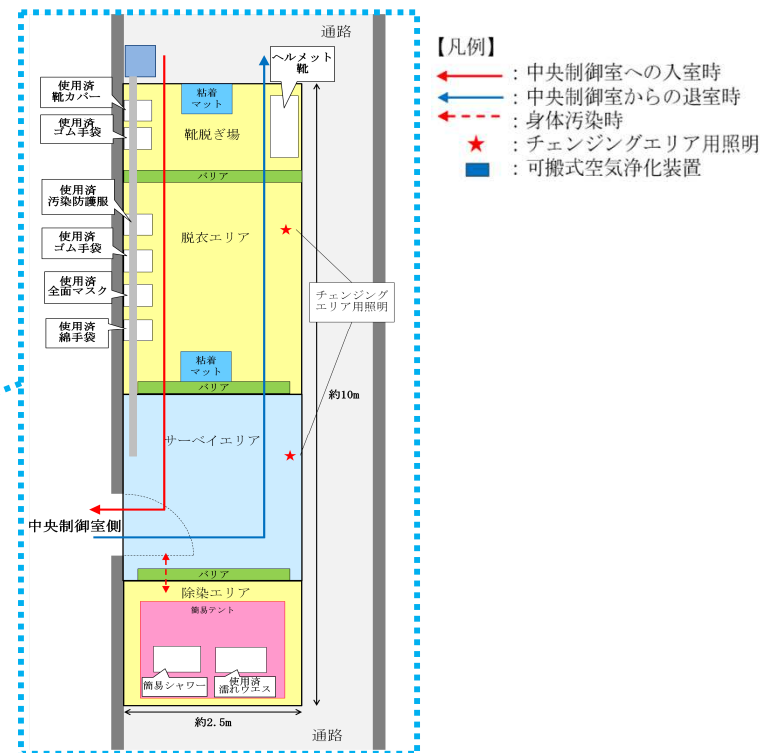 通路
ヘルメット
靴
使用済
靴カバー
粘着
マット
使用済
ゴム手袋
靴脱ぎ場
バリア
使用済
汚染防護服
脱衣エリア
使用済
ゴム手袋
使用済
全面マスク
チェンジング
エリア用照明
使用済
綿手袋
粘着
マット
バリア
約10m
サーベイエリア
中央制御室側
バリア
除染エリア
簡易テント
簡易シャワー
使用済
濡れウエス
約2.5m
通路
【凡例】
：中央制御室への入室時
：中央制御室からの退室時
：身体汚染時
：チェンジングエリア用照明
：可搬式空気浄化装置